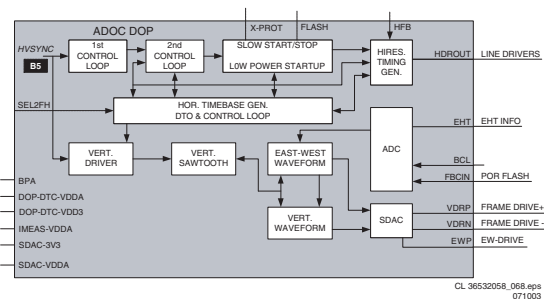 ADOC DOP
X-PROT
FLASH
HFB
HVSYNC
B5
1st
CONTROL
LOOP
2nd
CONTROL
LOOP
SLOW START/STOP
L0W POWER STARTUP
HIRES.
TIMING
GEN.
HDROUT
LINE DRIVERS
SEL2FH
HOR. TIMEBASE GEN.
DTO & CONTROL LOOP
VERT.
DRIVER
VERT.
SAWTOOTH
EAST-WEST
WAVEFORM
ADC
EHT
EHT INFO
BCL
FBCIN
POR FLASH
BPA
DOP-DTC-VDDA
DOP-DTC-VDD3
IMEAS-VDDA
SDAC-3V3
SDAC-VDDA
VERT.
WAVEFORM
SDAC
VDRP
FRAME DRIVE+
VDRN
FRAME DRIVE -
EWP
EW-DRIVE
CL 36532058_068.eps
071003